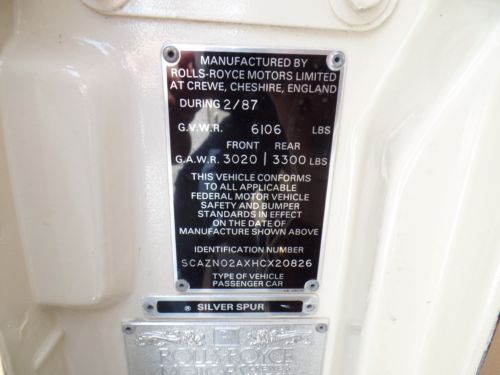 MANUFACTURED BY
ROLLS-ROYCE MOTORS LIMITED
AT CREWE, CHESHIRE, ENGLAND
DURING 2/87
G.V.W.R. 6106 LBS
FRONT REAR
G.A.W.R. 3020 | 3300 LBS
THIS VEHICLE CONFORMS
TO ALL APPLICABLE
FEDERAL MOTOR VEHICLE
SAFETY AND BUMPER
STANDARDS IN EFFECT
ON THE DATE OF
MANUFACTURE SHOWN ABOVE
IDENTIFICATION NUMBER
SCAZN02AXHCX20826
TYPE OF VEHICLE
PASSENGER CAR
® SILVER SPUR
ROLLS-ROYCE